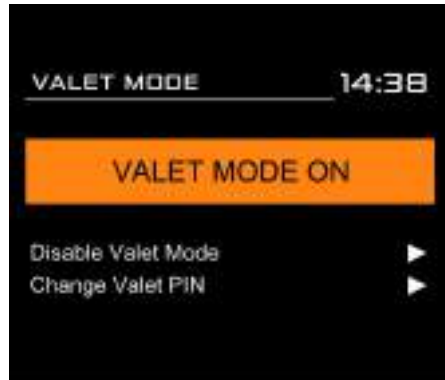 VALET MODE 14:38
VALET MODE ON
Disable Valet Mode
Change Valet PIN